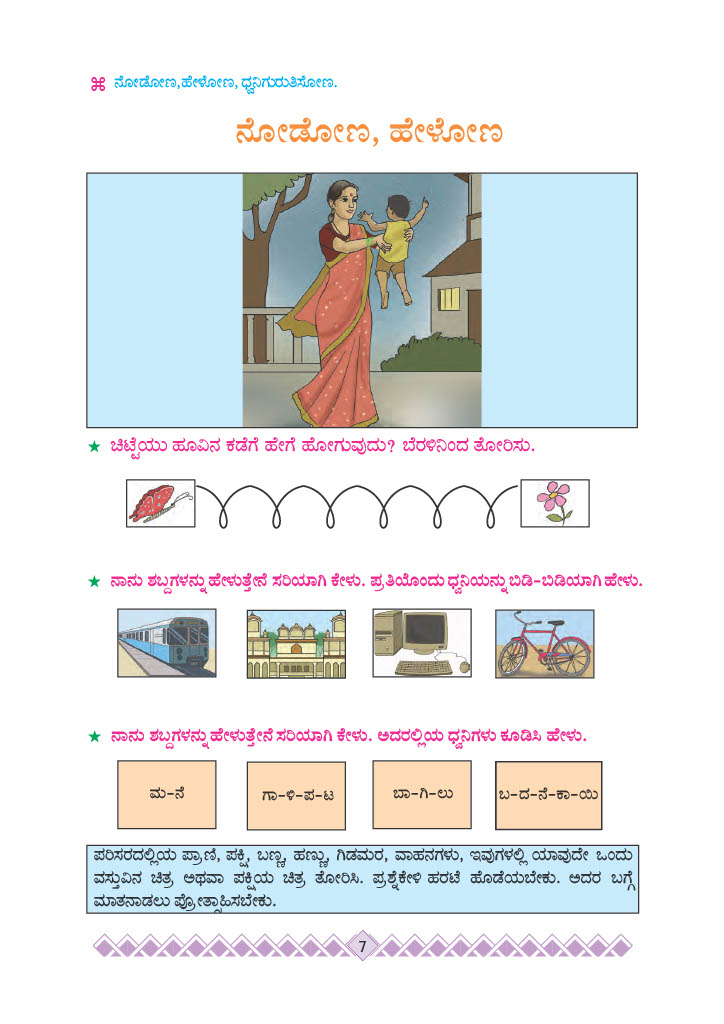 ⌘ ನೋಡೋಣ,ಹೇಳೋಣ, ಧ್ವನಿಗುರುತಿಸೋಣ.
ನೋಡೋಣ, ಹೇಳೋಣ
★ ಚಿಟ್ಟೆಯು ಹೂವಿನ ಕಡೆಗೆ ಹೇಗೆ ಹೋಗುವುದು? ಬೆರಳಿನಿಂದ ತೋರಿಸು.
★ ನಾನು ಶಬ್ದಗಳನ್ನು ಹೇಳುತ್ತೇನೆ ಸರಿಯಾಗಿ ಕೇಳು. ಪ್ರತಿಯೊಂದು ಧ್ವನಿಯನ್ನು ಬಿಡಿ-ಬಿಡಿಯಾಗಿ ಹೇಳು.
★ ನಾನು ಶಬ್ದಗಳನ್ನು ಹೇಳುತ್ತೇನೆ ಸರಿಯಾಗಿ ಕೇಳು. ಅದರಲ್ಲಿಯ ಧ್ವನಿಗಳು ಕೂಡಿಸಿ ಹೇಳು.
ಮ-ನೆ
ಗಾ-ಳಿ-ಪ-ಟ
ಬಾ-ಗಿ-ಲು
ಬ-ದ-ನೆ-ಕಾ-ಯಿ
ಪರಿಸರದಲ್ಲಿಯ ಪ್ರಾಣಿ, ಪಕ್ಷಿ, ಬಣ್ಣ, ಹಣ್ಣು, ಗಿಡಮರ, ವಾಹನಗಳು, ಇವುಗಳಲ್ಲಿ ಯಾವುದೇ ಒಂದು
ವಸ್ತುವಿನ ಚಿತ್ರ ಅಥವಾ ಪಕ್ಷಿಯ ಚಿತ್ರ ತೋರಿಸಿ. ಪ್ರಶ್ನೆಕೇಳಿ ಹರಟೆ ಹೊಡೆಯಬೇಕು. ಅದರ ಬಗ್ಗೆ
ಮಾತನಾಡಲು ಪ್ರೋತ್ಸಾಹಿಸಬೇಕು.
7